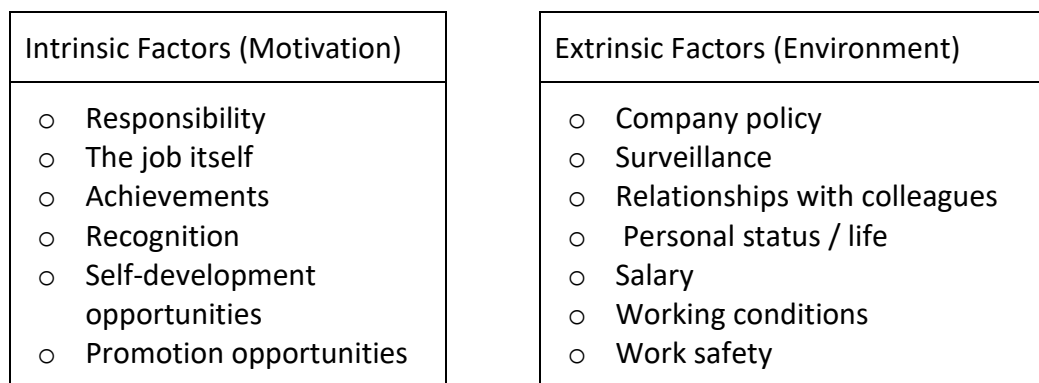 Intrinsic Factors (Motivation)
o Responsibility
o The job itself
o Achievements
o Recognition
o Self-development
opportunities
o Promotion opportunities
Extrinsic Factors (Environment)
o Company policy
o Surveillance
o Relationships with colleagues
o Personal status / life
o Salary
o Working conditions
o Work safety